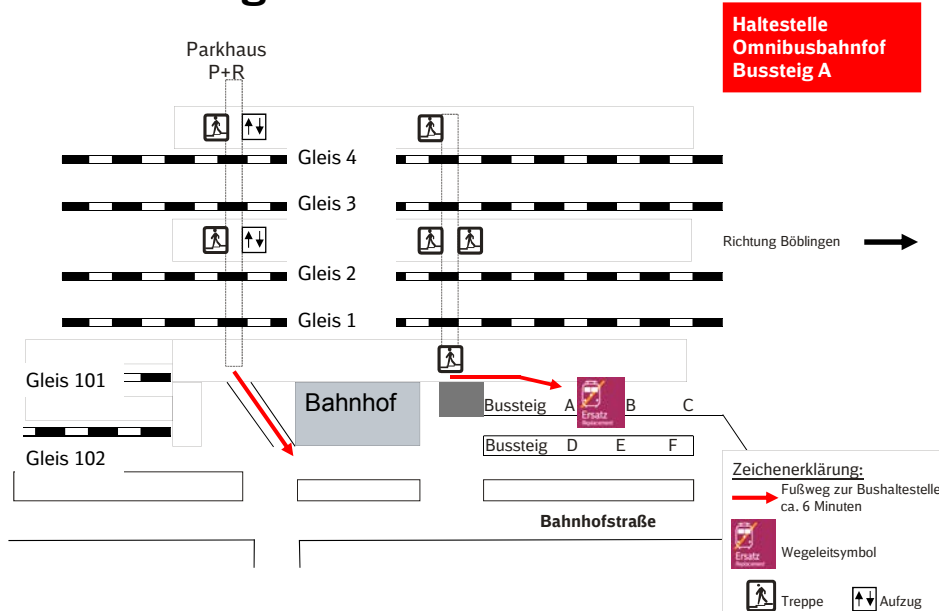 Haltestelle
Omnibusbahnfof
Bussteig A
Parkhaus
P+R
Gleis 4
Gleis 3
Richtung Böblingen
Gleis 2
Gleis 1
Gleis 101
Bahnhof
Bussteig A B C
Ersatz
Replacement
Bussteig D E F
Gleis 102
Bahnhofstraße
Zeichenerklärung:
Fußweg zur Bushaltestelle
ca. 6 Minuten
Ersatz
Replacement
Wegeleitsymbol
Treppe
Aufzug